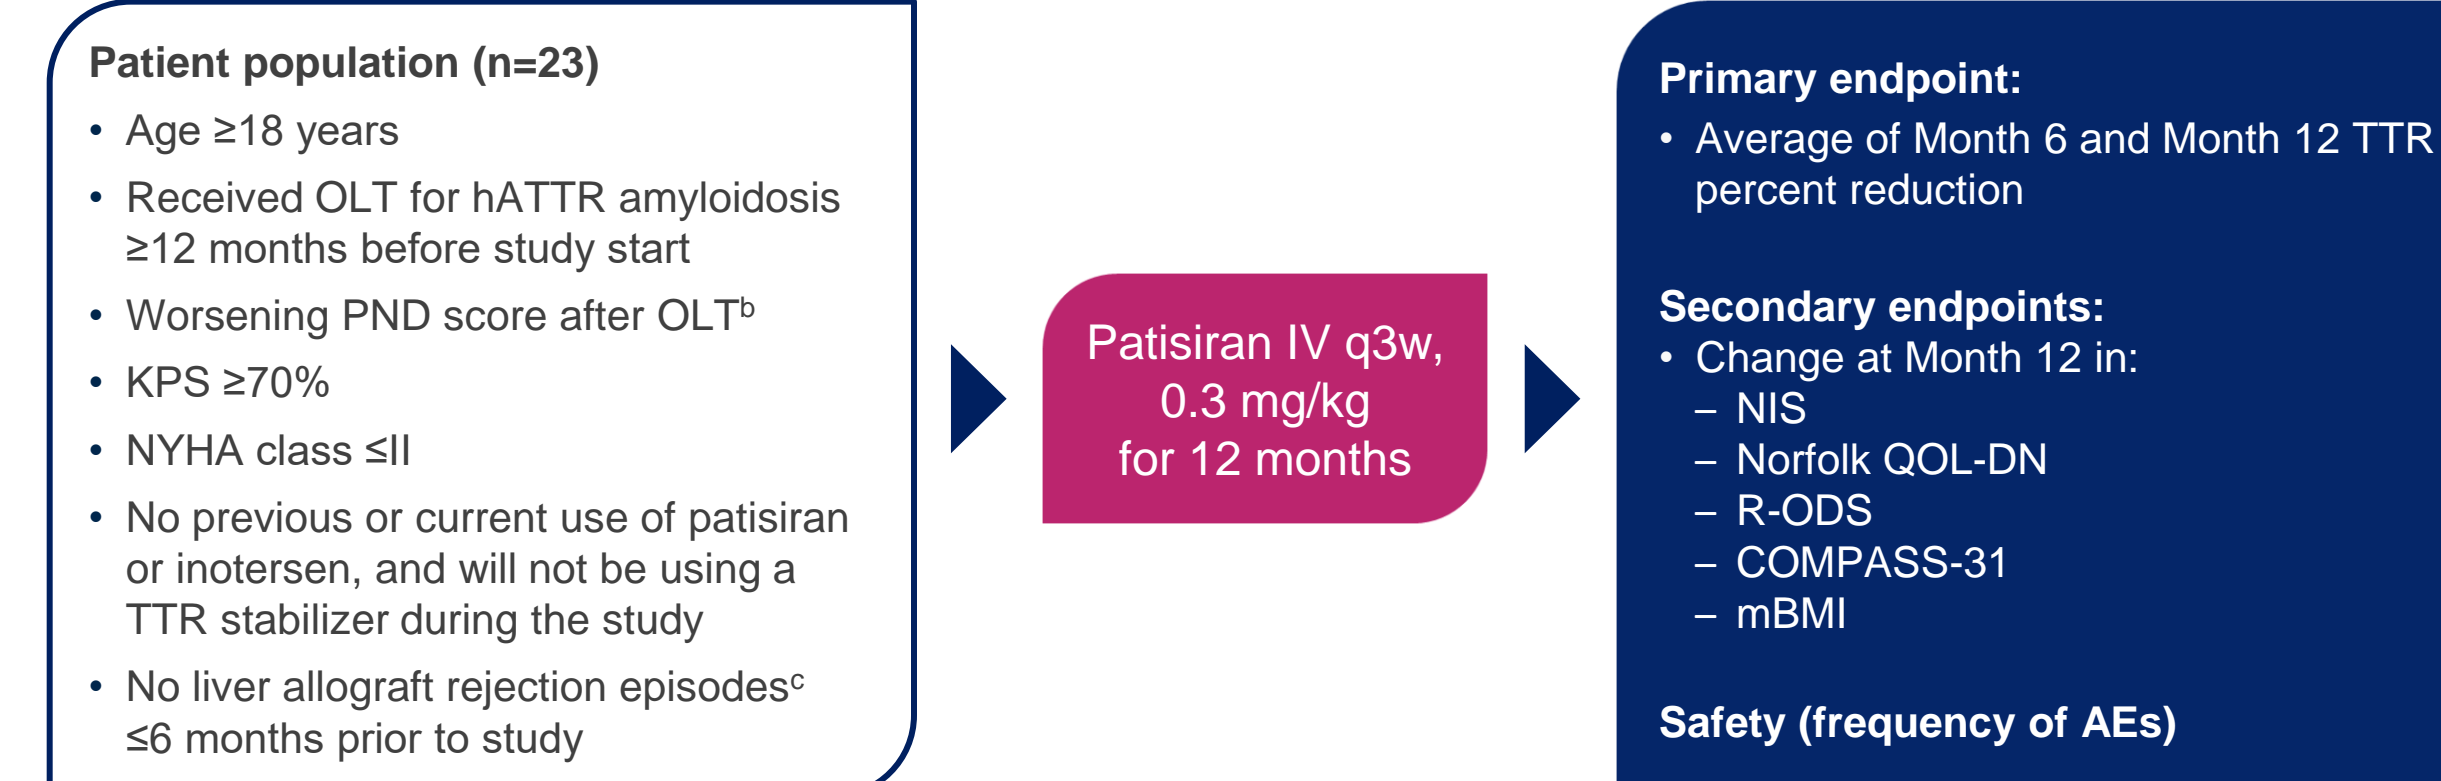 Patient population (n=23)
• Age ≥18 years
• Received OLT for hATTR amyloidosis
≥12 months before study start
• Worsening PND score after OLTᵇ
• KPS ≥70%
• NYHA class ≤II
• No previous or current use of patisiran
or inotersen, and will not be using a
TTR stabilizer during the study
• No liver allograft rejection episodesᶜ
≤6 months prior to study
Patisiran IV q3w,
0.3 mg/kg
for 12 months
Primary endpoint:
• Average of Month 6 and Month 12 TTR
percent reduction
Secondary endpoints:
• Change at Month 12 in:
– NIS
– Norfolk QOL-DN
– R-ODS
– COMPASS-31
– mBMI
Safety (frequency of AEs)